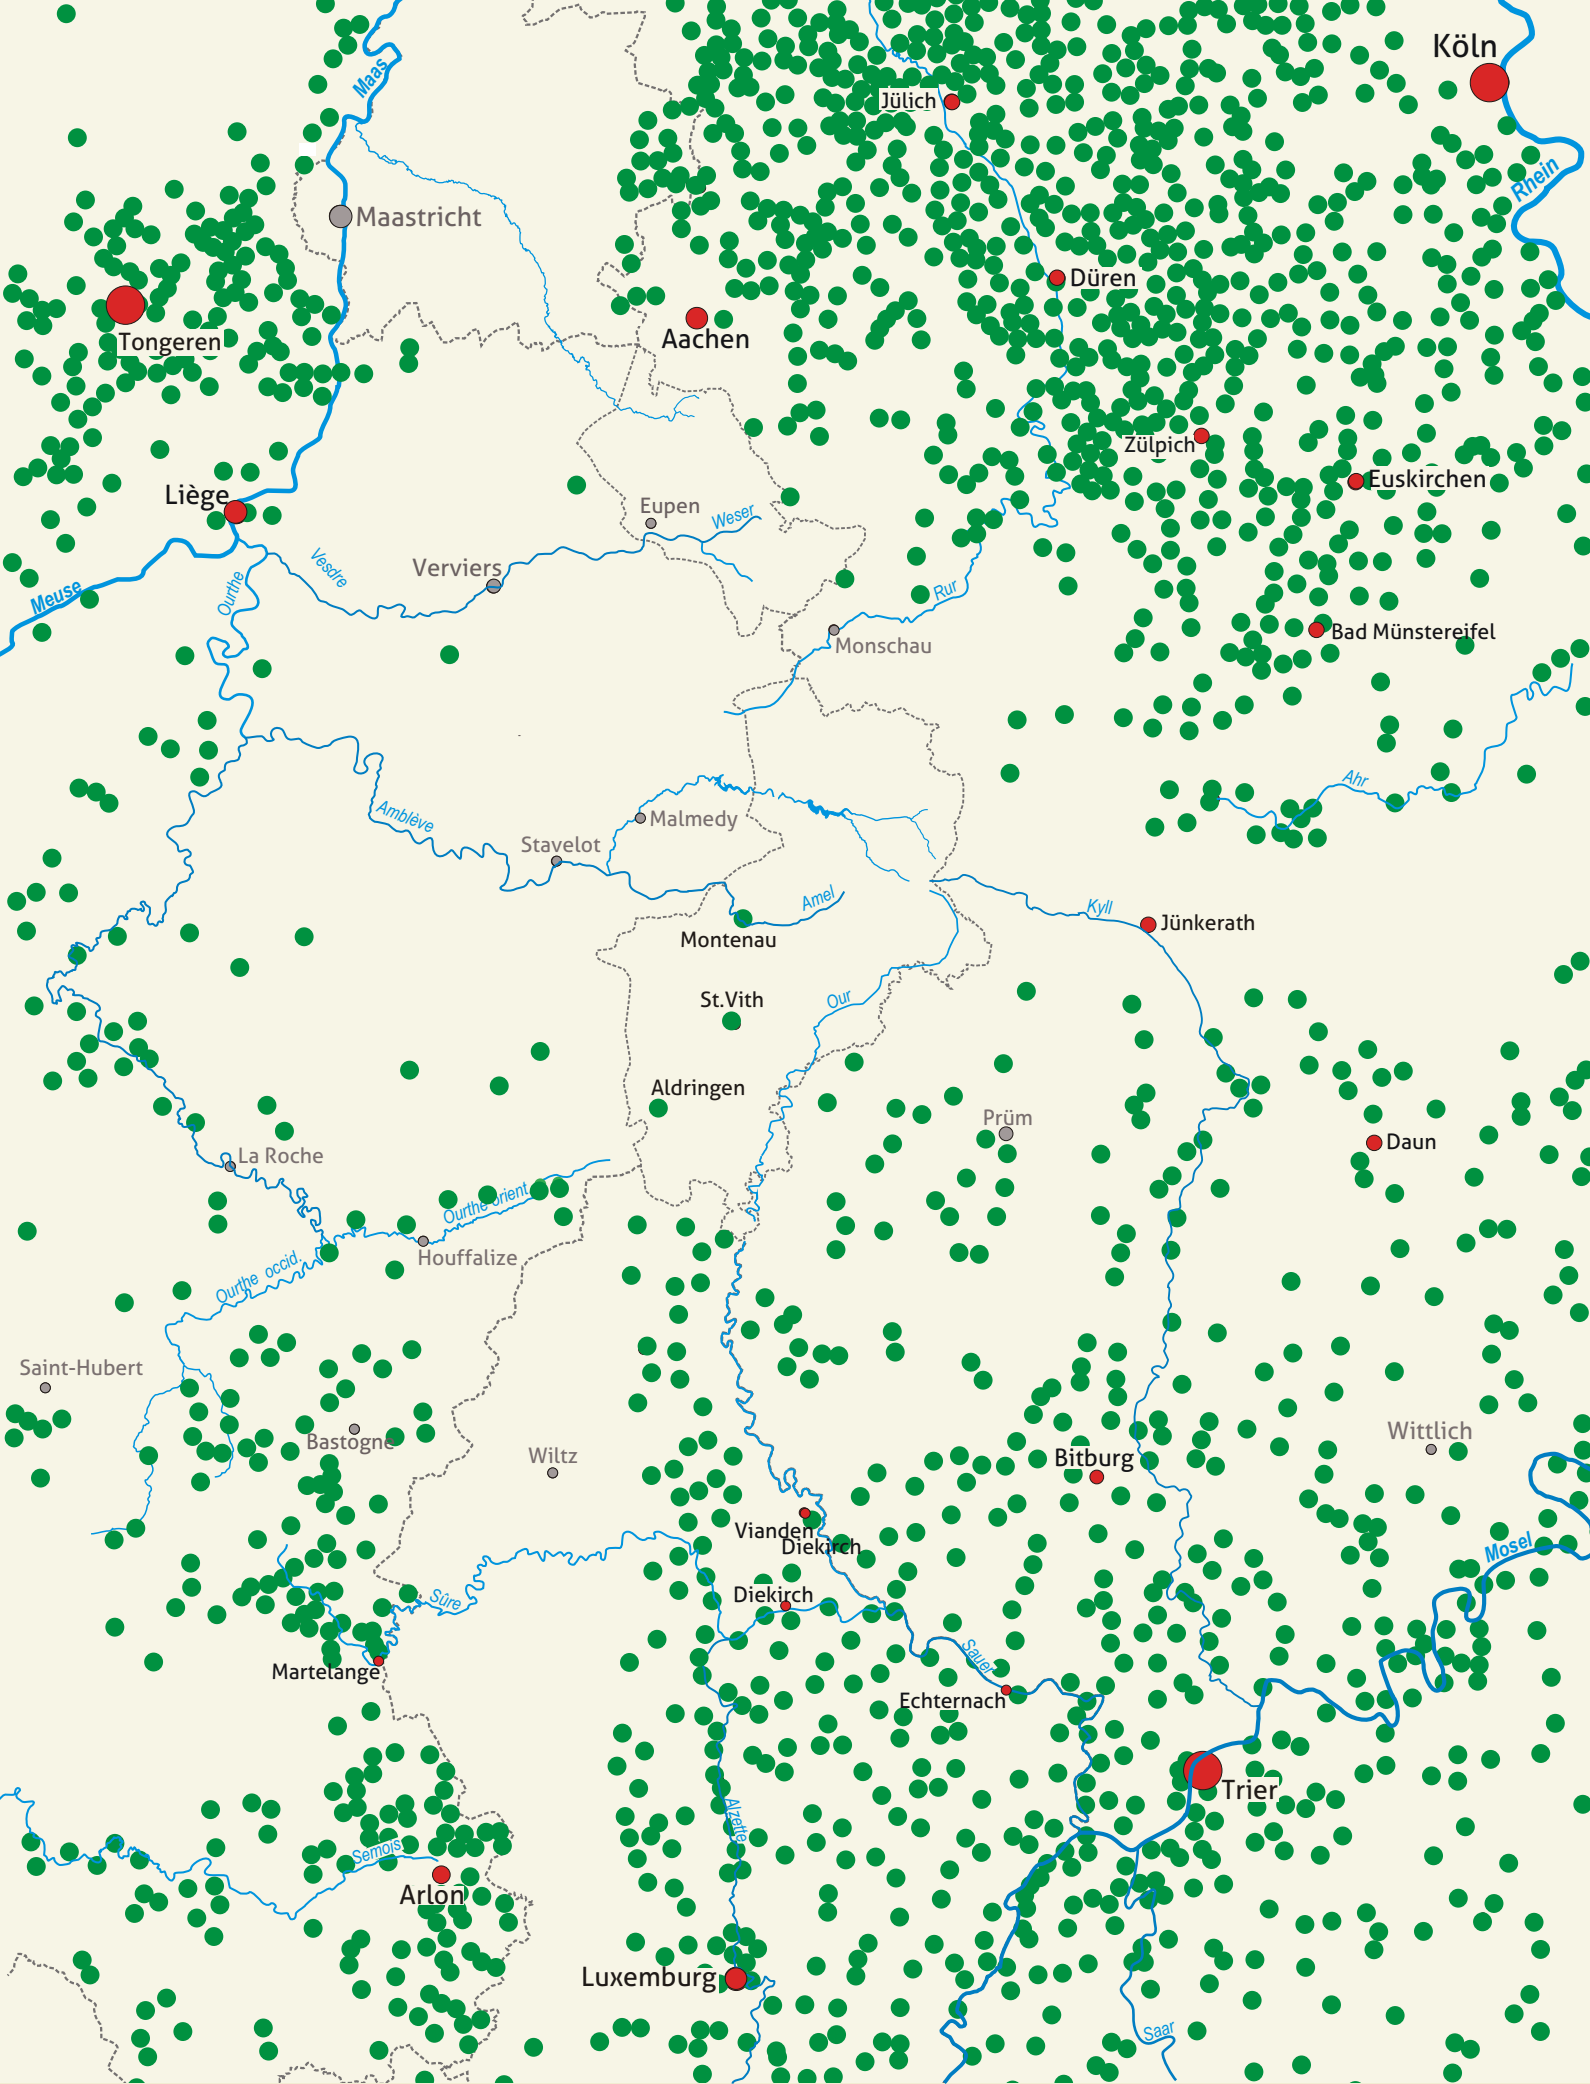 Köln
Maas
Jülich
Rhein
Maastricht
Düren
Tongeren
Aachen
Zülpich
Euskirchen
Liège
Eupen
Weser
Vesdre
Verviers
Meuse
Ourthe
Rur
Bad Münstereifel
Monschau
Ahr
Amblève
Malmedy
Stavelot
Amel
Kyll
Jünkerath
Montenau
Our
St.Vith
Aldringen
Prüm
Daun
La Roche
Ourthe orient.
Houffalize
Ourthe occid.
Saint-Hubert
Bastogne
Wittlich
Wiltz
Bitburg
Vianden
Diekirch
Mosel
Diekirch
Sûre
Sauer
Martelange
Echternach
Trier
Alzette
Semois
Arlon
Luxemburg
Saar